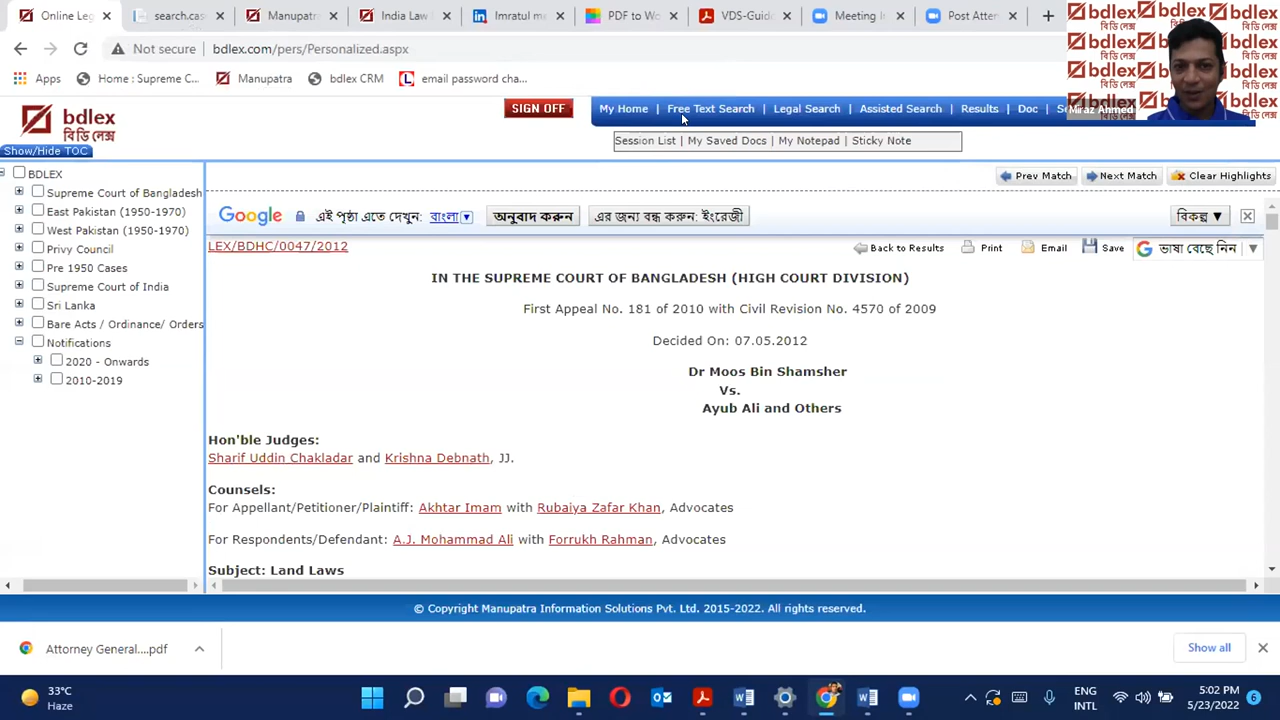 Online Leg
search.cas
Manupatr
India Law
Imratul me
PDF to Wo
VDS-Guid
Meeting I
Post Atten
Not secure
bdlex.com/pers/Personalized.aspx
Apps
Home : Supreme C...
Manupatra
bdlex CRM
email password cha...
bdlex
বিডি লেক্স
SIGN OFF
My Home | Free Text Search | Legal Search | Assisted Search | Results | Doc | S
Miraz Ahmed
Session List | My Saved Docs | My Notepad | Sticky Note
Show/Hide TOC
BDLEX
Supreme Court of Bangladesh
East Pakistan (1950-1970)
West Pakistan (1950-1970)
Privy Council
Pre 1950 Cases
Supreme Court of India
Sri Lanka
Bare Acts / Ordinance/ Orders
Notifications
2020 - Onwards
2010-2019
Prev Match
Next Match
Clear Highlights
Google
এই পৃষ্ঠা এতে দেখুন: বাংলা
অনুবাদ করুন
এর জন্য বন্ধ করুন: ইংরেজী
বিকল্প ▼
LEX/BDHC/0047/2012
Back to Results
Print
Email
Save
ভাষা বেছে নিন
IN THE SUPREME COURT OF BANGLADESH (HIGH COURT DIVISION)
First Appeal No. 181 of 2010 with Civil Revision No. 4570 of 2009
Decided On: 07.05.2012
Dr Moos Bin Shamsher
Vs.
Ayub Ali and Others
Hon'ble Judges:
Sharif Uddin Chakladar and Krishna Debnath, JJ.
Counsels:
For Appellant/Petitioner/Plaintiff: Akhtar Imam with Rubaiya Zafar Khan, Advocates
For Respondents/Defendant: A.J. Mohammad Ali with Forrukh Rahman, Advocates
Subject: Land Laws
© Copyright Manupatra Information Solutions Pvt. Ltd. 2015-2022. All rights reserved.
Attorney General....pdf
Show all
33°C
Haze
ENG
INTL
5:02 PM
5/23/2022
6